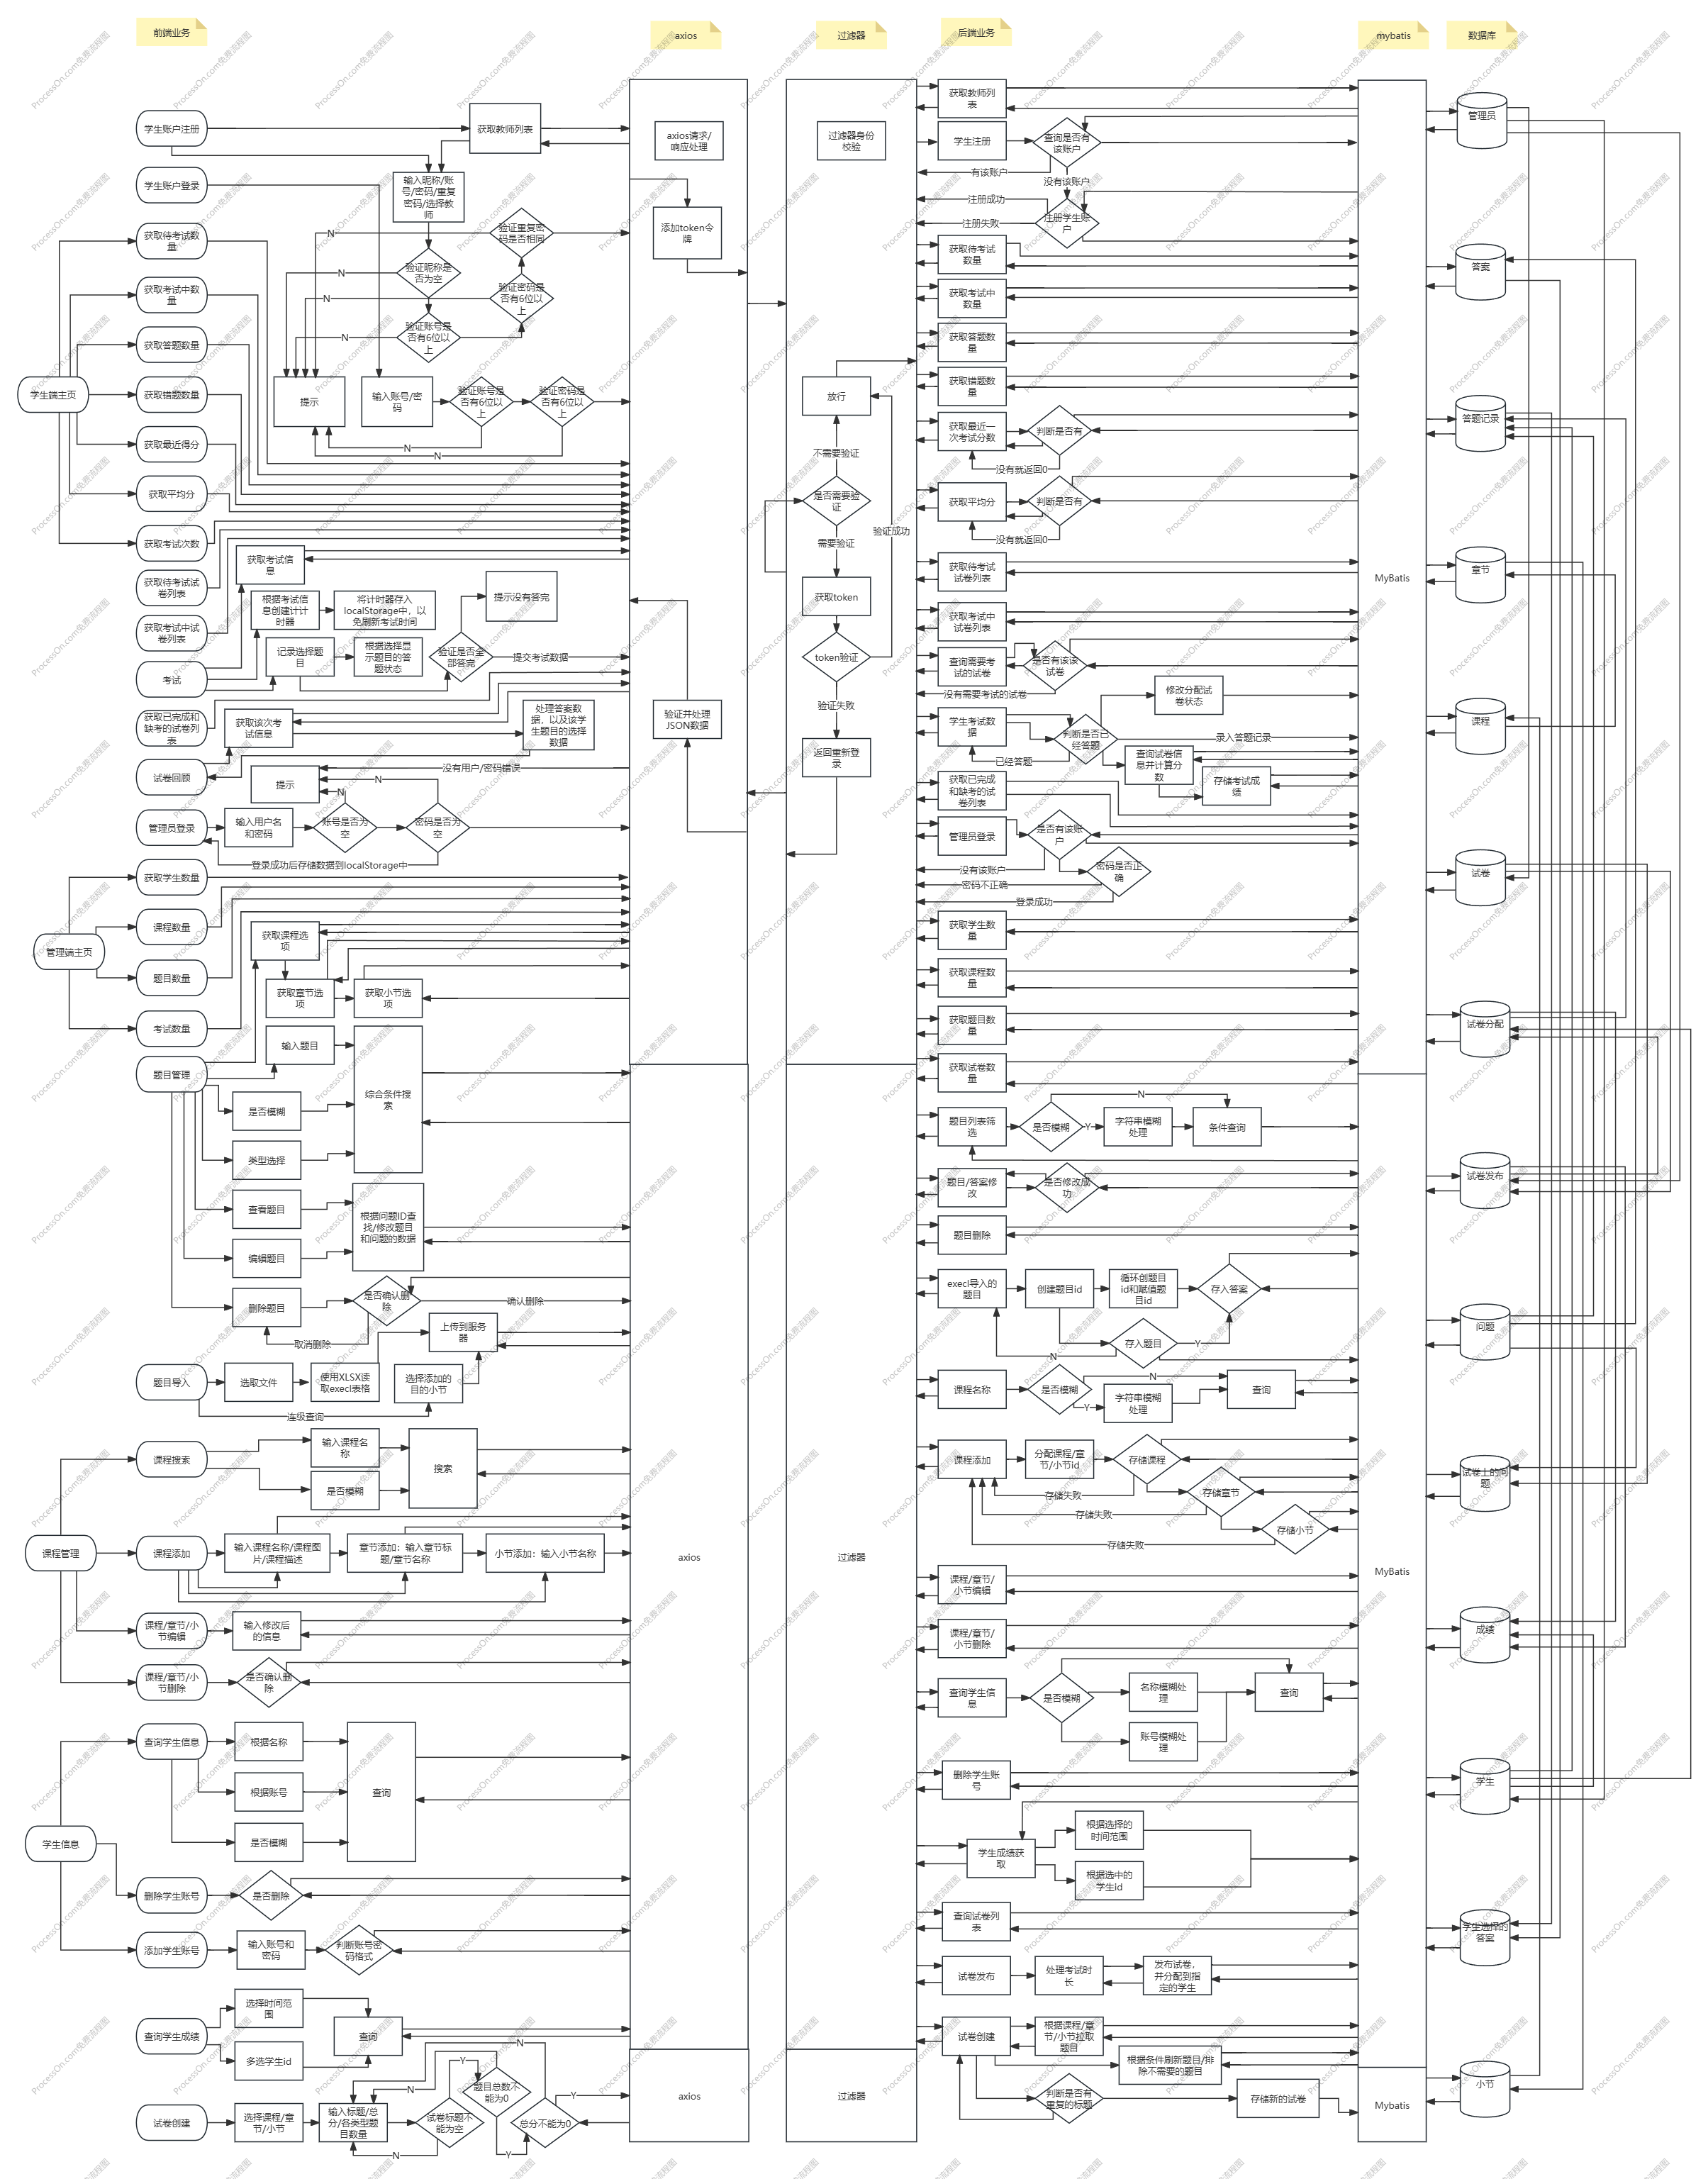 前端业务
axios
过滤器
后端业务
mybatis
数据库
学生账户注册
获取教师列表
学生账户登录
输入昵称/账
号/密码/重复
密码/选择教
师
获取待考试数
量
验证重复密
码是否相同
N
验证昵称是
否为空
N
获取考试中数
量
验证密码是
否有6位以
上
N
验证账号是
否有6位以
上
N
获取答题数量
学生端主页
获取错题数量
提示
输入账号/密
码
验证账号是
否有6位以
上
验证密码是
否有6位以
上
N
N
获取最近得分
获取平均分
获取考试次数
获取考试信
息
获取待考试试
卷列表
根据考试信
息创建计计
时器
将计时器存入
localStorage中，以
免刷新考试时间
提示没有答完
获取考试中试
卷列表
记录选择题
目
根据选择显
示题目的答
题状态
验证是否全
部答完
提交考试数据
考试
获取已完成和
缺考的试卷列
表
获取该次考
试信息
处理答案数
据，以及该学
生题目的选择
数据
试卷回顾
提示
没有用户/密码错误
N
N
管理员登录
输入用户名
和密码
账号是否为
空
密码是否为
空
登录成功后存储数据到localStorage中
获取学生数量
课程数量
管理端主页
题目数量
考试数量
获取课程选
项
获取章节选
项
获取小节选
项
题目管理
输入题目
是否模糊
类型选择
综合条件搜
索
查看题目
编辑题目
根据问题ID查
找/修改题目
和问题的数据
删除题目
是否确认删
除
确认删除
取消删除
上传到服务
器
题目导入
选取文件
使用XLSX读
取execl表格
选择添加的
目的小节
连级查询
课程搜索
输入课程名
称
是否模糊
搜索
课程管理
课程添加
输入课程名称/课程图
片/课程描述
章节添加：输入章节标
题/章节名称
小节添加：输入小节名称
课程/章节/小
节编辑
输入修改后
的信息
课程/章节/小
节删除
是否确认删
除
查询学生信息
根据名称
根据账号
是否模糊
查询
学生信息
删除学生账号
是否删除
添加学生账号
输入账号和
密码
判断账号密
码格式
查询学生成绩
选择时间范
围
多选学生id
查询
N
N
Y
题目总数不
能为0
试卷创建
选择课程/章
节/小节
输入标题/总
分/各类型题
目数量
试卷标题不
能为空
总分不能为0
Y
Y
N
axios请求/
响应处理
添加token令
牌
验证并处理
JSON数据
axios
axios
过滤器身份
校验
放行
不需要验证
是否需要验
证
需要验证
验证成功
获取token
token验证
验证失败
返回重新登
录
过滤器
过滤器
获取教师列
表
学生注册
查询是否有
该账户
有该账户
没有该账户
注册成功
注册失败
注册学生账
户
获取待考试
数量
获取考试中
数量
获取答题数
量
获取错题数
量
获取最近一
次考试分数
判断是否有
没有就返回0
获取平均分
判断是否有
没有就返回0
获取待考试
试卷列表
获取考试中
试卷列表
查询需要考
试的试卷
是否有该该
试卷
没有需要考试的试卷
修改分配试
卷状态
学生考试数
据
判断是否已
经答题
录入答题记录
已经答题
查询试卷信
息并计算分
数
存储考试成
绩
获取已完成
和缺考的试
卷列表
管理员登录
是否有该账
户
没有该账户
密码是否正
确
密码不正确
登录成功
获取学生数
量
获取课程数
量
获取题目数
量
获取试卷数
量
题目列表筛
选
是否模糊
N
Y
字符串模糊
处理
条件查询
题目/答案修
改
是否修改成
功
题目删除
execl导入的
题目
创建题目id
循环创题目
id和赋值题
目id
存入答案
存入题目
N
Y
课程名称
是否模糊
N
Y
字符串模糊
处理
查询
课程添加
分配课程/章
节/小节id
存储课程
存储章节
存储小节
存储失败
存储失败
存储失败
课程/章节/
小节编辑
课程/章节/
小节删除
查询学生信
息
是否模糊
名称模糊处
理
账号模糊处
理
查询
删除学生账
号
学生成绩获
取
根据选择的
时间范围
根据选中的
学生id
查询试卷列
表
试卷发布
处理考试时
长
发布试卷，
并分配到指
定的学生
试卷创建
根据课程/章
节/小节拉取
题目
根据条件刷新题目/排
除不需要的题目
判断是否有
重复的标题
存储新的试卷
MyBatis
MyBatis
Mybatis
管理员
答案
答题记录
章节
课程
试卷
试卷分配
试卷发布
问题
试卷上的问
题
成绩
学生
学生选择的
答案
小节
ProcessOn.com免费流程图